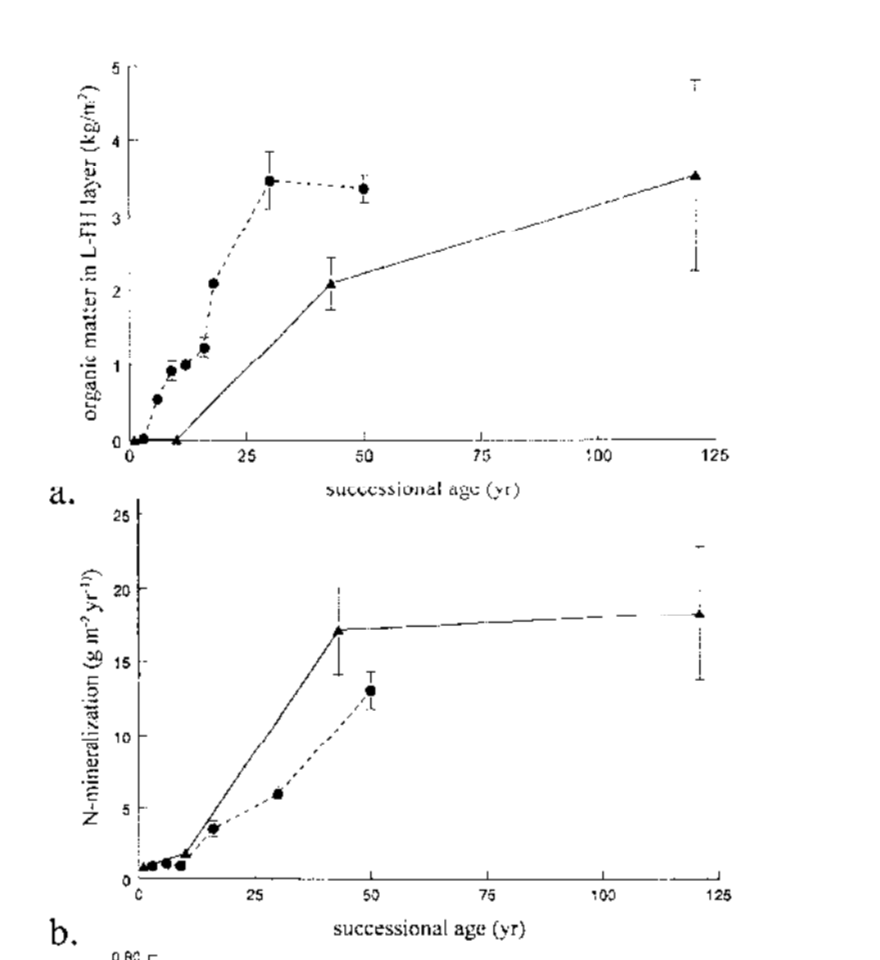 5
4
3
2
1
0
organic matter in L-FH layer (kg/m²)
0 25 50 75 100 125
successional age (yr)
a.
25
20
15
10
5
0
N-mineralization (g m⁻² yr⁻¹)
0 25 50 75 100 125
successional age (yr)
b.
0.80